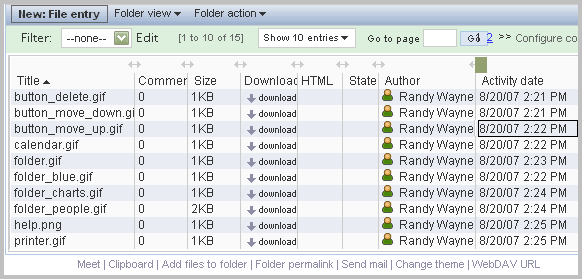 New: File entry Folder view Folder action
Filter: --none-- Edit [1 to 10 of 15] Show 10 entries Go to page Go 1 2 >> Configure co
Title Commer Size Download HTML State Author Activity date
button_delete.gif 0 1KB download Randy Wayne 8/20/07 2:21 PM
button_move_down.gi 0 1KB download Randy Wayne 8/20/07 2:21 PM
button_move_up.gif 0 1KB download Randy Wayne 8/20/07 2:22 PM
calendar.gif 0 1KB download Randy Wayne 8/20/07 2:22 PM
folder.gif 0 1KB download Randy Wayne 8/20/07 2:23 PM
folder_blue.gif 0 1KB download Randy Wayne 8/20/07 2:22 PM
folder_charts.gif 0 1KB download Randy Wayne 8/20/07 2:24 PM
folder_people.gif 0 2KB download Randy Wayne 8/20/07 2:24 PM
help.png 0 1KB download Randy Wayne 8/20/07 2:25 PM
printer.gif 0 1KB download Randy Wayne 8/20/07 2:25 PM
Meet | Clipboard | Add files to folder | Folder permalink | Send mail | Change theme | WebDAV URL